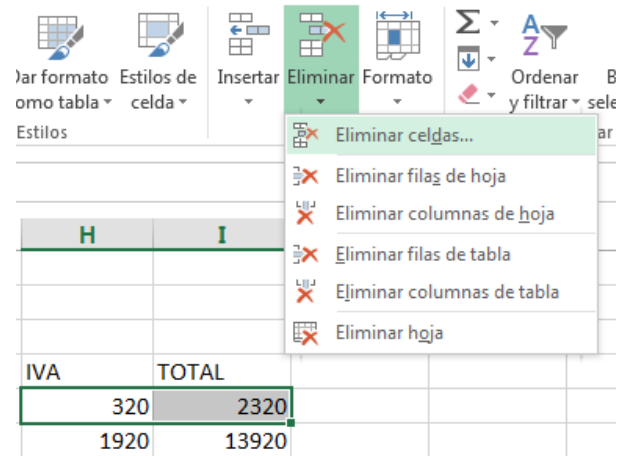 Dar formato Estilos de Insertar Eliminar Formato Σ AZ Ordenar
como tabla celda y filtrar
Estilos
Eliminar celdas...
Eliminar filas de hoja
Eliminar columnas de hoja
Eliminar filas de tabla
Eliminar columnas de tabla
Eliminar hoja
H I
IVA TOTAL
320 2320
1920 13920